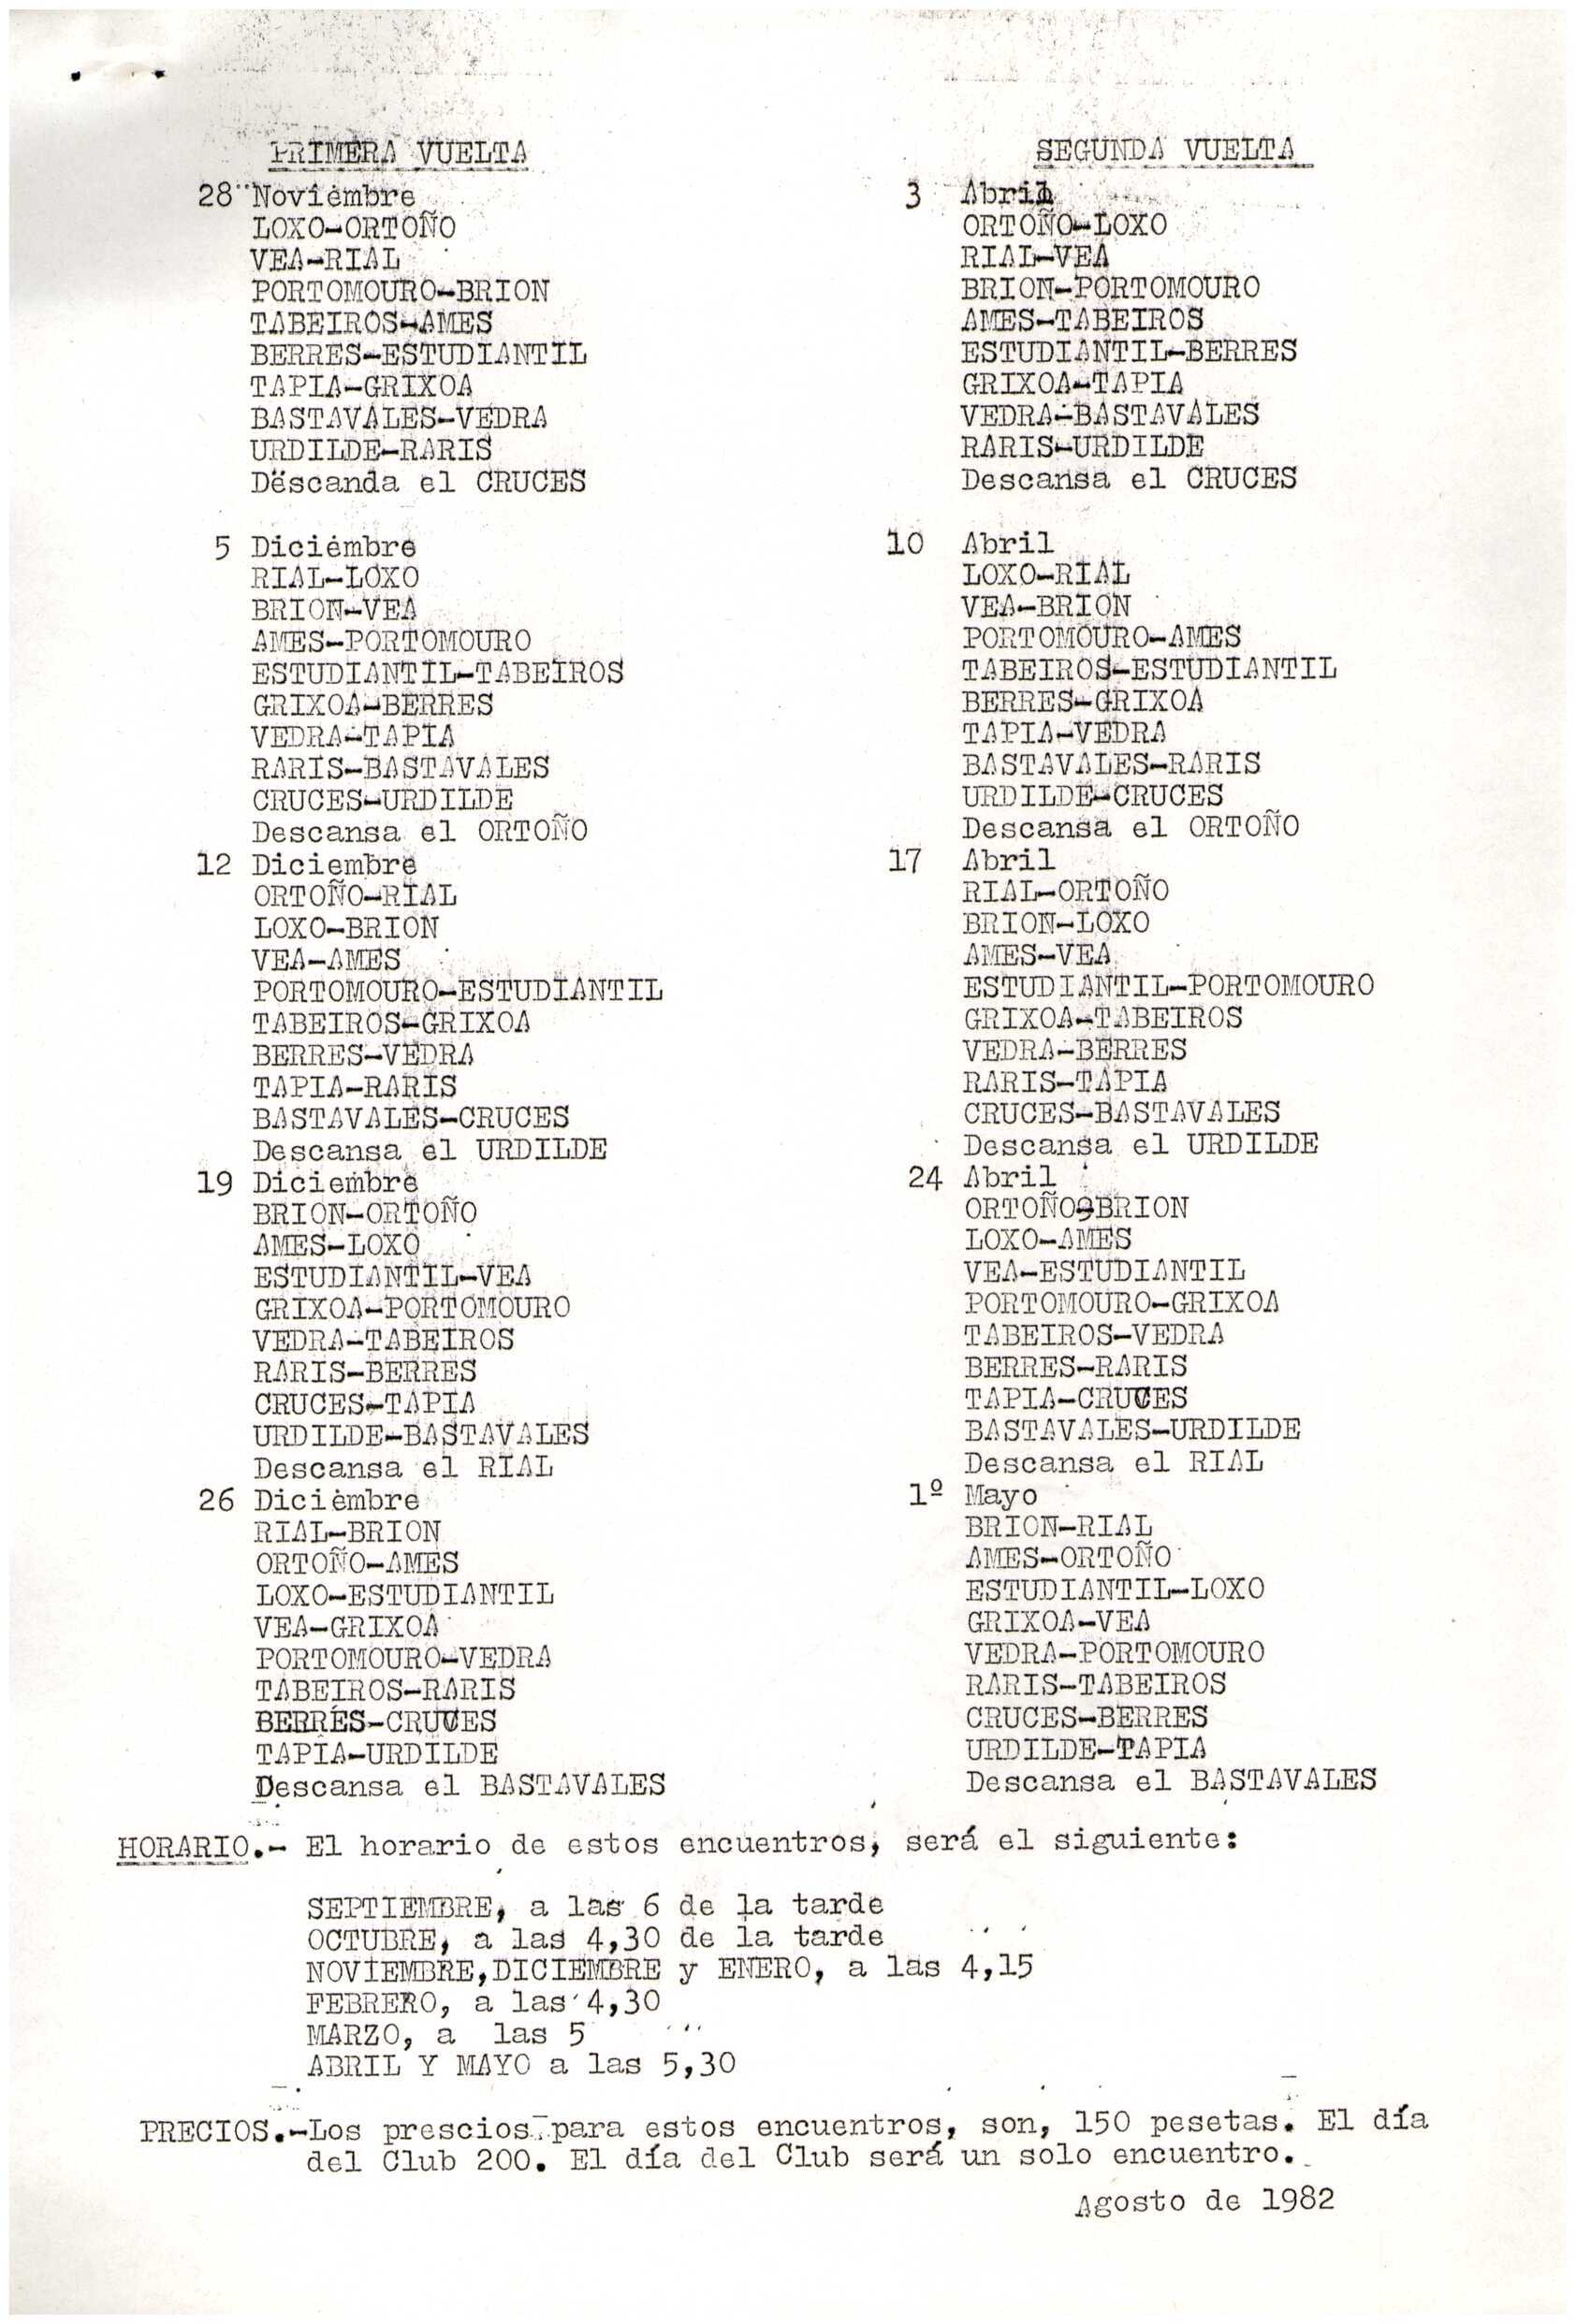 PRIMERA VUELTA
28 Noviembre
LOXO-ORTOÑO
VEA-RIAL
PORTOMOURO-BRION
TABEIROS-AMES
BERRES-ESTUDIANTIL
TAPIA-GRIXOA
BASTAVALES-VEDRA
URDILDE-RARIS
Descanda el CRUCES
5 Diciembre
RIAL-LOXO
BRION-VEA
AMES-PORTOMOURO
ESTUDIANTIL-TABEIROS
GRIXOA-BERRES
VEDRA-TAPIA
RARIS-BASTAVALES
CRUCES-URDILDE
Descansa el ORTOÑO
12 Diciembre
ORTOÑO-RIAL
LOXO-BRION
VEA-AMES
PORTOMOURO-ESTUDIANTIL
TABEIROS-GRIXOA
BERRES-VEDRA
TAPIA-RARIS
BASTAVALES-CRUCES
Descansa el URDILDE
19 Diciembre
BRION-ORTOÑO
AMES-LOXO
ESTUDIANTIL-VEA
GRIXOA-PORTOMOURO
VEDRA-TABEIROS
RARIS-BERRES
CRUCES-TAPIA
URDILDE-BASTAVALES
Descansa el RIAL
26 Diciembre
RIAL-BRION
ORTOÑO-AMES
LOXO-ESTUDIANTIL
VEA-GRIXOA
PORTOMOURO-VEDRA
TABEIROS-RARIS
BERRES-CRUCES
TAPIA-URDILDE
Descansa el BASTAVALES
SEGUNDA VUELTA
3 Abril
ORTOÑO-LOXO
RIAL-VEA
BRION-PORTOMOURO
AMES-TABEIROS
ESTUDIANTIL-BERRES
GRIXOA-TAPIA
VEDRA-BASTAVALES
RARIS-URDILDE
Descansa el CRUCES
10 Abril
LOXO-RIAL
VEA-BRION
PORTOMOURO-AMES
TABEIROS-ESTUDIANTIL
BERRES-GRIXOA
TAPIA-VEDRA
BASTAVALES-RARIS
URDILDE-CRUCES
Descansa el ORTOÑO
17 Abril
RIAL-ORTOÑO
BRION-LOXO
AMES-VEA
ESTUDIANTIL-PORTOMOURO
GRIXOA-TABEIROS
VEDRA-BERRES
RARIS-TAPIA
CRUCES-BASTAVALES
Descansa el URDILDE
24 Abril
ORTOÑO-BRION
LOXO-AMES
VEA-ESTUDIANTIL
PORTOMOURO-GRIXOA
TABEIROS-VEDRA
BERRES-RARIS
TAPIA-CRUCES
BASTAVALES-URDILDE
Descansa el RIAL
1º Mayo
BRION-RIAL
AMES-ORTOÑO
ESTUDIANTIL-LOXO
GRIXOA-VEA
VEDRA-PORTOMOURO
RARIS-TABEIROS
CRUCES-BERRES
URDILDE-TAPIA
Descansa el BASTAVALES
HORARIO.- El horario de estos encuentros, será el siguiente:
SEPTIEMBRE, a las 6 de la tarde
OCTUBRE, a las 4,30 de la tarde
NOVIEMBRE,DICIEMBRE y ENERO, a las 4,15
FEBRERO, a las 4,30
MARZO, a las 5
ABRIL Y MAYO a las 5,30
PRECIOS.-Los prescios para estos encuentros, son, 150 pesetas. El día
del Club 200. El día del Club será un solo encuentro.
Agosto de 1982